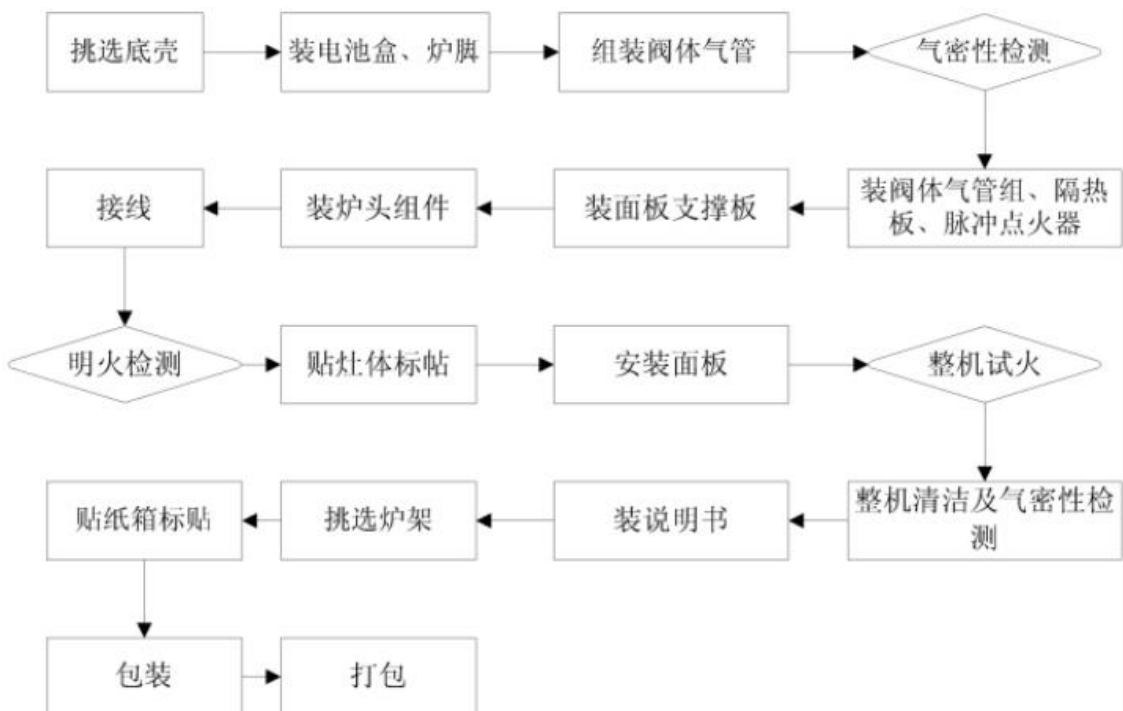 挑选底壳
装电池盒、炉脚
组装阀体气管
气密性检测
装阀体气管组、隔热
板、脉冲点火器
装面板支撑板
装炉头组件
接线
明火检测
贴灶体标帖
安装面板
整机试火
整机清洁及气密性检
测
装说明书
挑选炉架
贴纸箱标贴
包装
打包